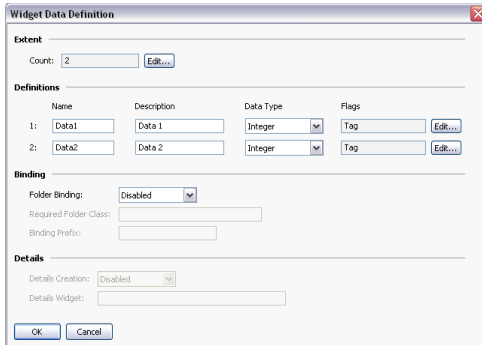 Widget Data Definition
Extent
Count: 2 Edit...
Definitions
Name Description Data Type Flags
1: Data1 Data 1 Integer Tag Edit...
2: Data2 Data 2 Integer Tag Edit...
Binding
Folder Binding: Disabled
Required Folder Class:
Binding Prefix:
Details
Details Creation: Disabled
Details Widget:
OK Cancel